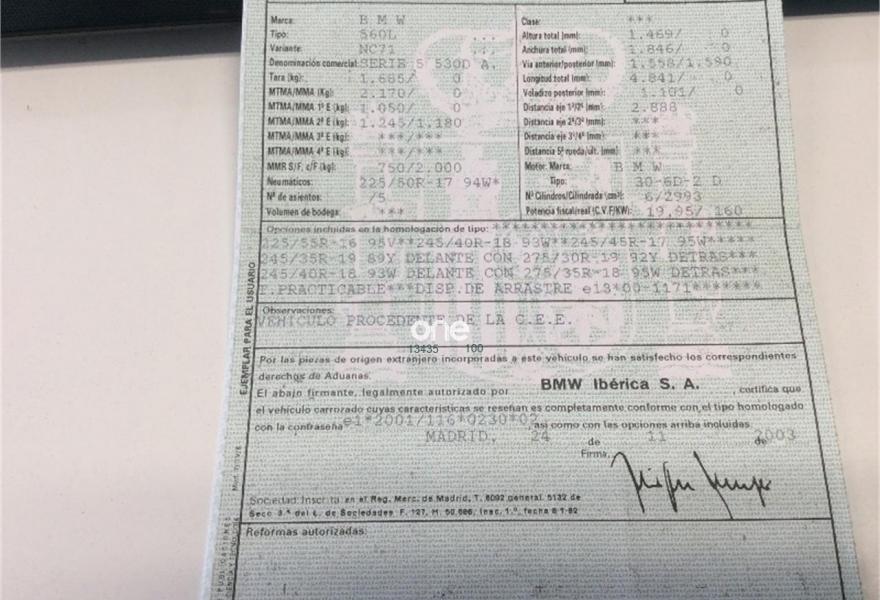 Marca: B M W Clase: ***
Tipo: 560L Altura total (mm): 1.469/ 0
Variante: NC71 Anchura total (mm): 1.846/ 0
Denominación comercial: SERIE 5 530D A. Vía anterior/posterior (mm): 1.558/1.590
Tara (kg): 1.685/ 0 Longitud total (mm): 4.841/ 0
MTMA/MMA (Kg): 2.170/ 0 Voladizo posterior (mm): 1.101/ 0
MTMA/MMA 1º E (kg): 1.050/ 0 Distancia eje 1º/2º (mm): 2.888
MTMA/MMA 2º E (kg): 1.245/1.180 Distancia eje 2º/3º (mm): ***
MTMA/MMA 3º E (kg): ***/*** Distancia eje 3º/4º (mm): ***
MTMA/MMA 4º E (kg): ***/*** Distancia 5ª rueda/últ. (mm): ***
MMR S/F, c/F (kg): 750/2.000 Motor: Marca: B M W
Neumáticos: 225/50R-17 94W* Tipo: 30-6D-2 D
Nº de asientos: /5 Nº Cilindros/Cilindrada (cm³): 6/2993
Volumen de bodega: *** Potencia fiscal/real (C.V.F/KW): 19,95/ 160
Opciones incluidas en la homologación de tipo: **********************
225/55R-16 95V**245/40R-18 93W**245/45R-17 95W*****
245/35R-19 89Y DELANTE CON 275/30R-19 92Y DETRAS***
245/40R-18 93W DELANTE CON 275/35R-18 95W DETRAS***
E.PRACTICABLE***DISP.DE ARRASTRE e13*00-1171*******
Observaciones:
VEHICULO PROCEDENTE DE LA C.E.E.
one
13435 100
Por las piezas de origen extranjero incorporadas a este vehículo se han satisfecho los correspondientes
derechos de Aduanas.
El abajo firmante, legalmente autorizado por BMW Ibérica S. A. , certifica que
el vehículo carrozado cuyas características se reseñan es completamente conforme con el tipo homologado
con la contraseña e1*2001/116*0230*02 así como con las opciones arriba incluidas
MADRID, 24 de 11 de 2003
Firma,
Sociedad Inscrita en el Reg. Merc. de Madrid, T. 6092 general 5132 de
Secc 3.ª del L. de Sociedades F. 127, H. 50.686, Insc. 1.ª, fecha 8-1-82
Reformas autorizadas:
EJEMPLAR PARA EL USUARIO